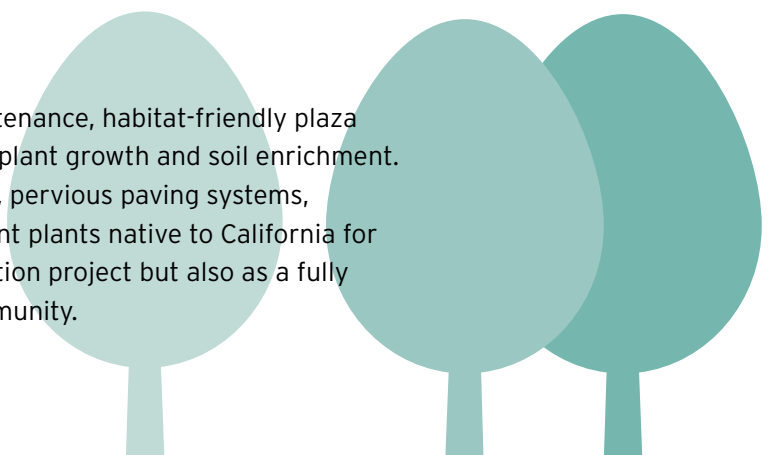 tenance, habitat-friendly plaza
plant growth and soil enrichment.
, pervious paving systems,
nt plants native to California for
tion project but also as a fully
munity.